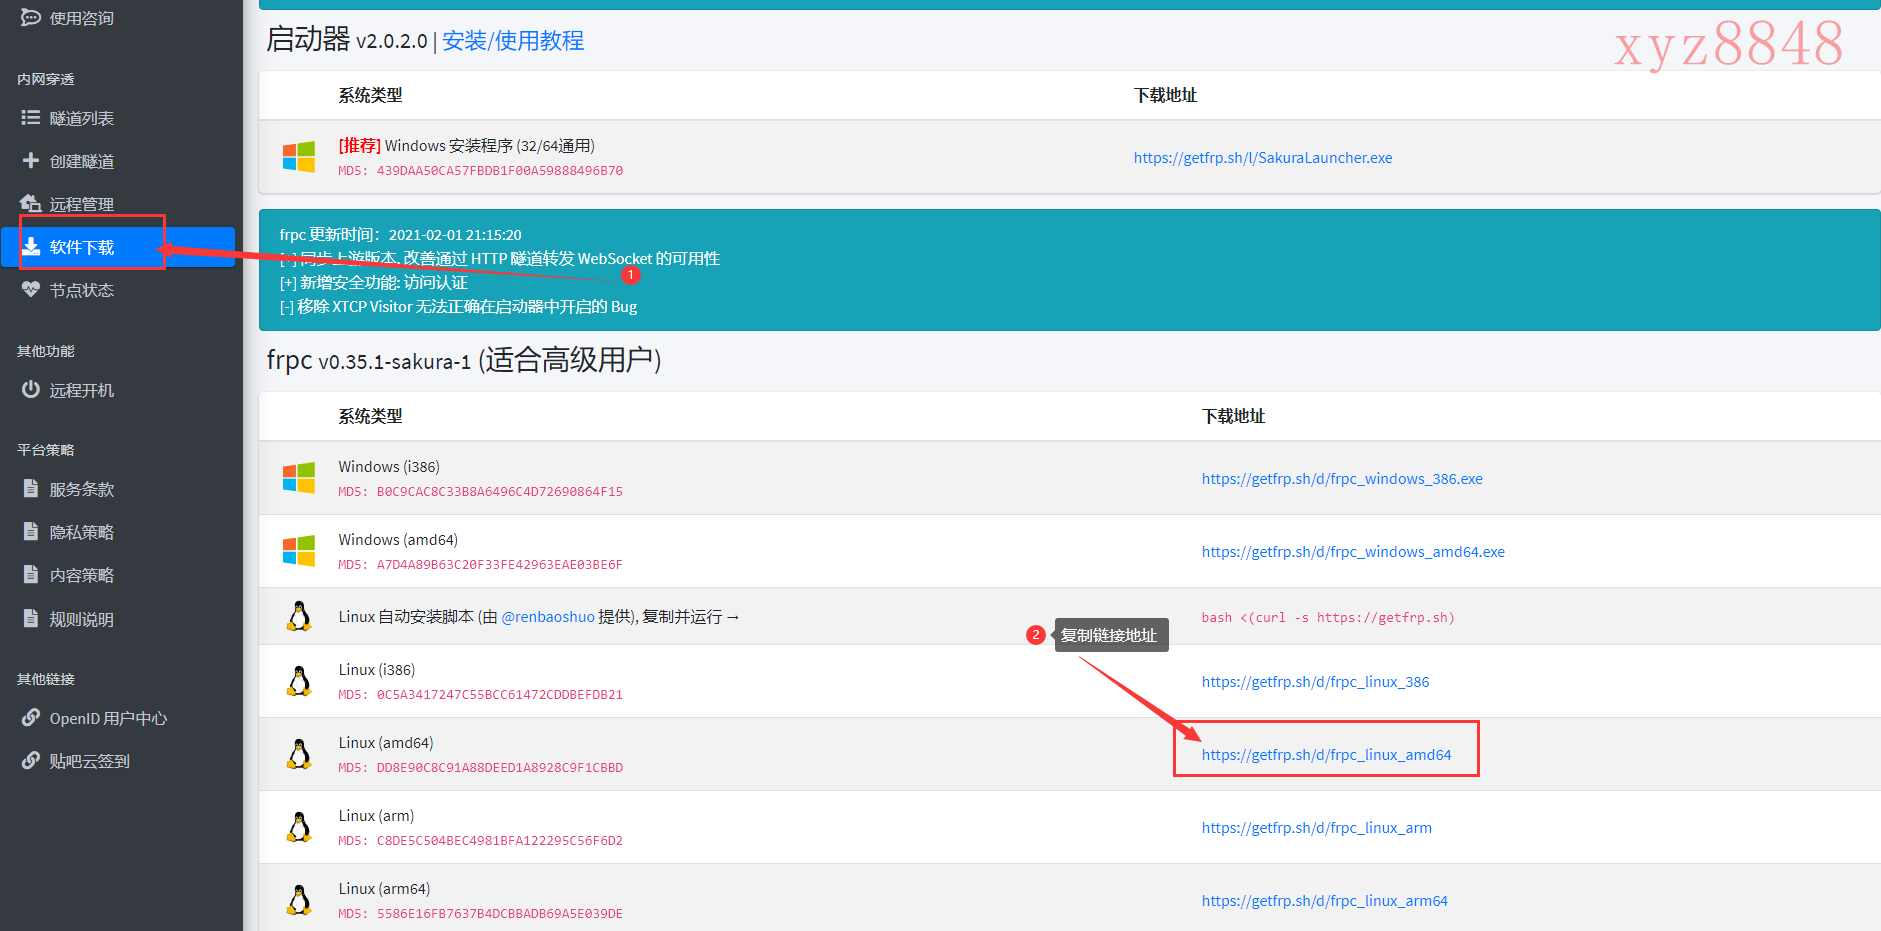 使用咨询
内网穿透
隧道列表
创建隧道
远程管理
软件下载
节点状态
其他功能
远程开机
平台策略
服务条款
隐私策略
内容策略
规则说明
其他链接
OpenID 用户中心
贴吧云签到
启动器 v2.0.2.0 | 安装/使用教程
xyz8848
系统类型 下载地址
[推荐] Windows 安装程序 (32/64通用)
MD5: 439DAA50CA57FBDB1F00A59888496B70
https://getfrp.sh/l/SakuraLauncher.exe
frpc 更新时间：2021-02-01 21:15:20
同步上游版本, 改善通过 HTTP 隧道转发 WebSocket 的可用性
1
[+] 新增安全功能: 访问认证
[-] 移除 XTCP Visitor 无法正确在启动器中开启的 Bug
frpc v0.35.1-sakura-1 (适合高级用户)
系统类型 下载地址
Windows (i386)
MD5: B0C9CAC8C33B8A6496C4D72690864F15
https://getfrp.sh/d/frpc_windows_386.exe
Windows (amd64)
MD5: A7D4A89B63C20F33FE42963EAE03BE6F
https://getfrp.sh/d/frpc_windows_amd64.exe
Linux 自动安装脚本 (由 @renbaoshuo 提供), 复制并运行 →
bash <(curl -s https://getfrp.sh)
2 复制链接地址
Linux (i386)
MD5: 0C5A3417247C55BCC61472CDDBEFDB21
https://getfrp.sh/d/frpc_linux_386
Linux (amd64)
MD5: DD8E90C8C91A88DEED1A8928C9F1CBBD
https://getfrp.sh/d/frpc_linux_amd64
Linux (arm)
MD5: C8DE5C504BEC4981BFA122295C56F6D2
https://getfrp.sh/d/frpc_linux_arm
Linux (arm64)
MD5: 5586E16FB7637B4DCBBADB69A5E039DE
https://getfrp.sh/d/frpc_linux_arm64